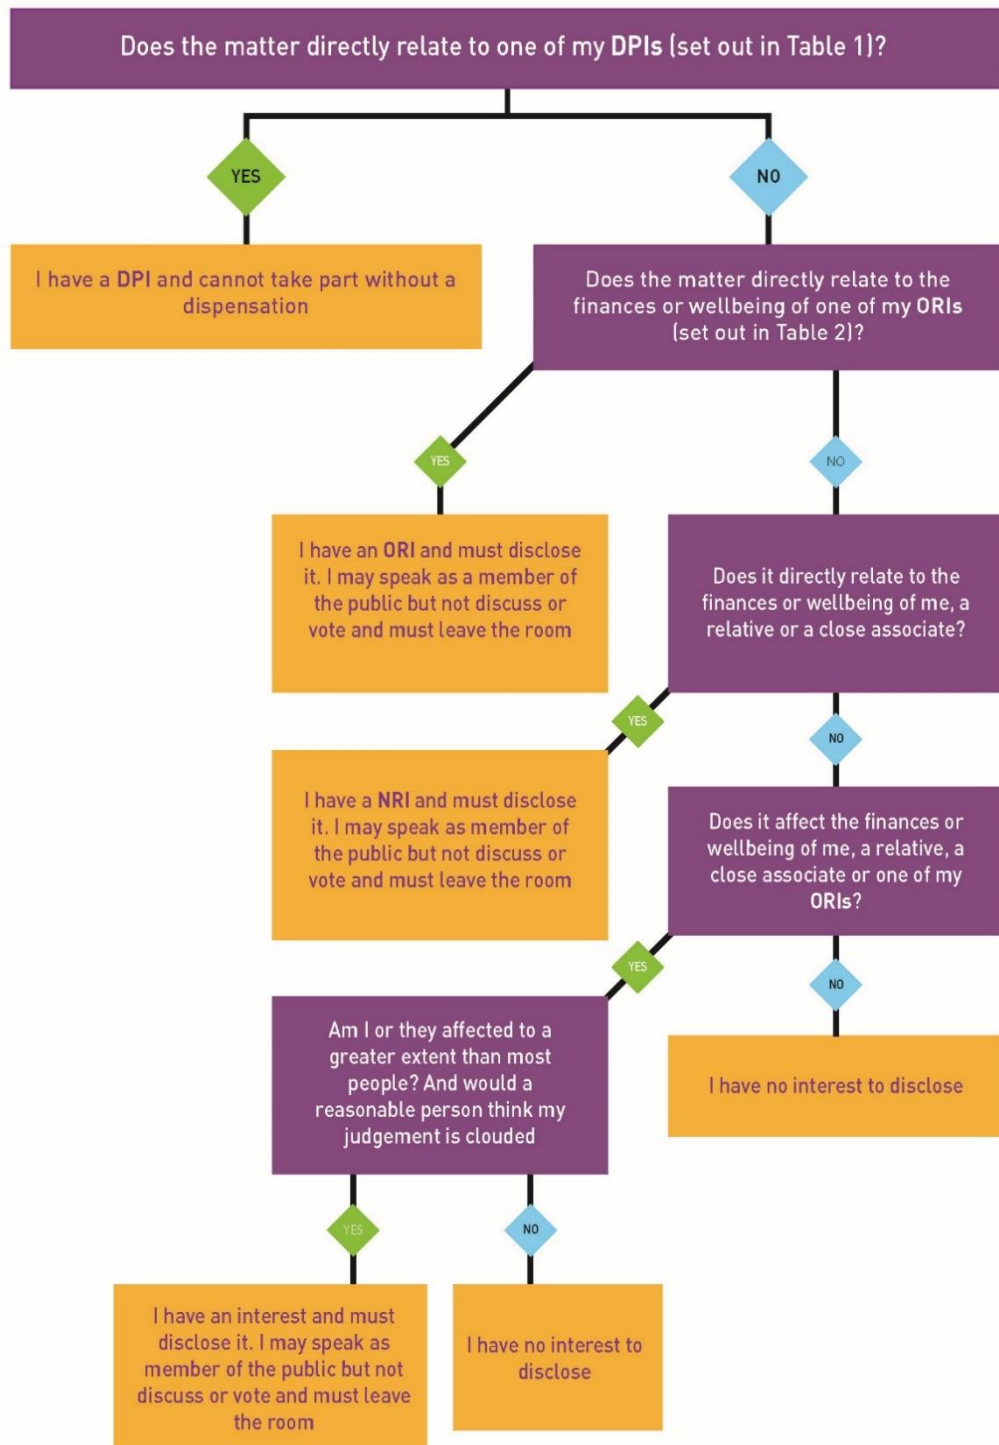 Does the matter directly relate to one of my DPIs (set out in Table 1)?
YES
NO
I have a DPI and cannot take part without a
dispensation
Does the matter directly relate to the
finances or wellbeing of one of my ORIs
(set out in Table 2)?
YES
NO
I have an ORI and must disclose
it. I may speak as a member of
the public but not discuss or
vote and must leave the room
Does it directly relate to the
finances or wellbeing of me, a
relative or a close associate?
YES
NO
I have a NRI and must disclose
it. I may speak as member of
the public but not discuss or
vote and must leave the room
Does it affect the finances or
wellbeing of me, a relative, a
close associate or one of my
ORIs?
YES
NO
Am I or they affected to a
greater extent than most
people? And would a
reasonable person think my
judgement is clouded
I have no interest to disclose
YES
NO
I have an interest and must
disclose it. I may speak as
member of the public but not
discuss or vote and must leave
the room
I have no interest to
disclose